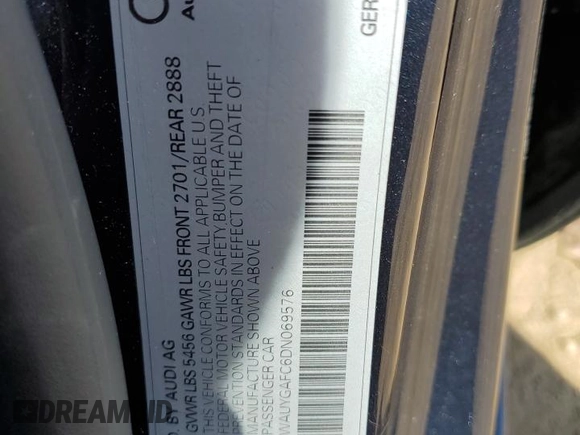 GER
D BY AUDI AG
GVWR LBS 5456 GAWR LBS FRONT 2701/REAR 2888
THIS VEHICLE CONFORMS TO ALL APPLICABLE U.S
FEDERAL MOTOR VEHICLE SAFETY BUMPER AND THEFT
PREVENTION STANDARDS IN EFFECT ON THE DATE OF
MANUFACTURE SHOWN ABOVE
PASSENGER CAR
WAUYGAFC6DN069576
DREAMBID